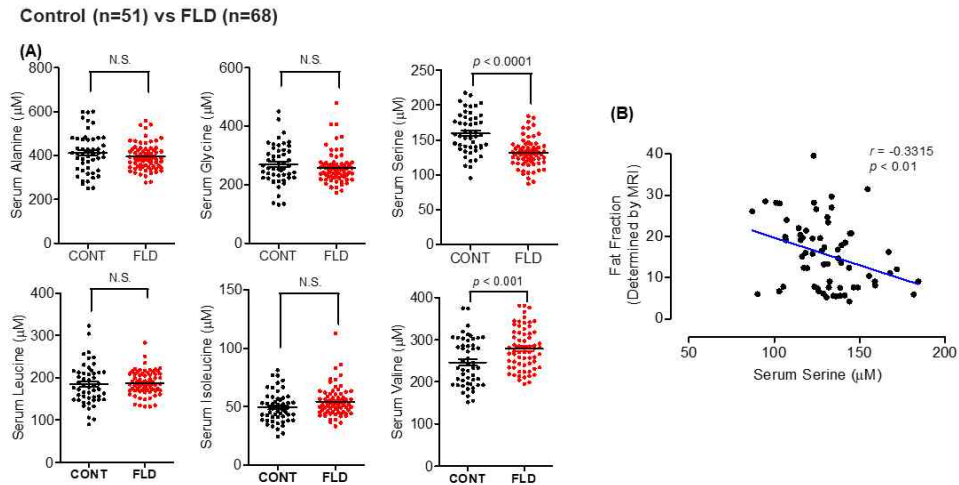 Control (n=51) vs FLD (n=68)
(A)
N.S.
Serum Alanine (μM)
800
600
400
200
0
CONT FLD
N.S.
Serum Glycine (μM)
600
400
200
0
CONT FLD
p < 0.0001
Serum Serine (μM)
250
200
150
100
50
0
CONT FLD
N.S.
Serum Leucine (μM)
400
300
200
100
0
CONT FLD
N.S.
Serum Isoleucine (μM)
150
100
50
0
CONT FLD
p < 0.001
Serum Valine (μM)
400
300
200
100
0
CONT FLD
(B)
r = -0.3315
p < 0.01
Fat Fraction
(Determined by MRI)
40
30
20
10
0
50 100 150 200
Serum Serine (μM)